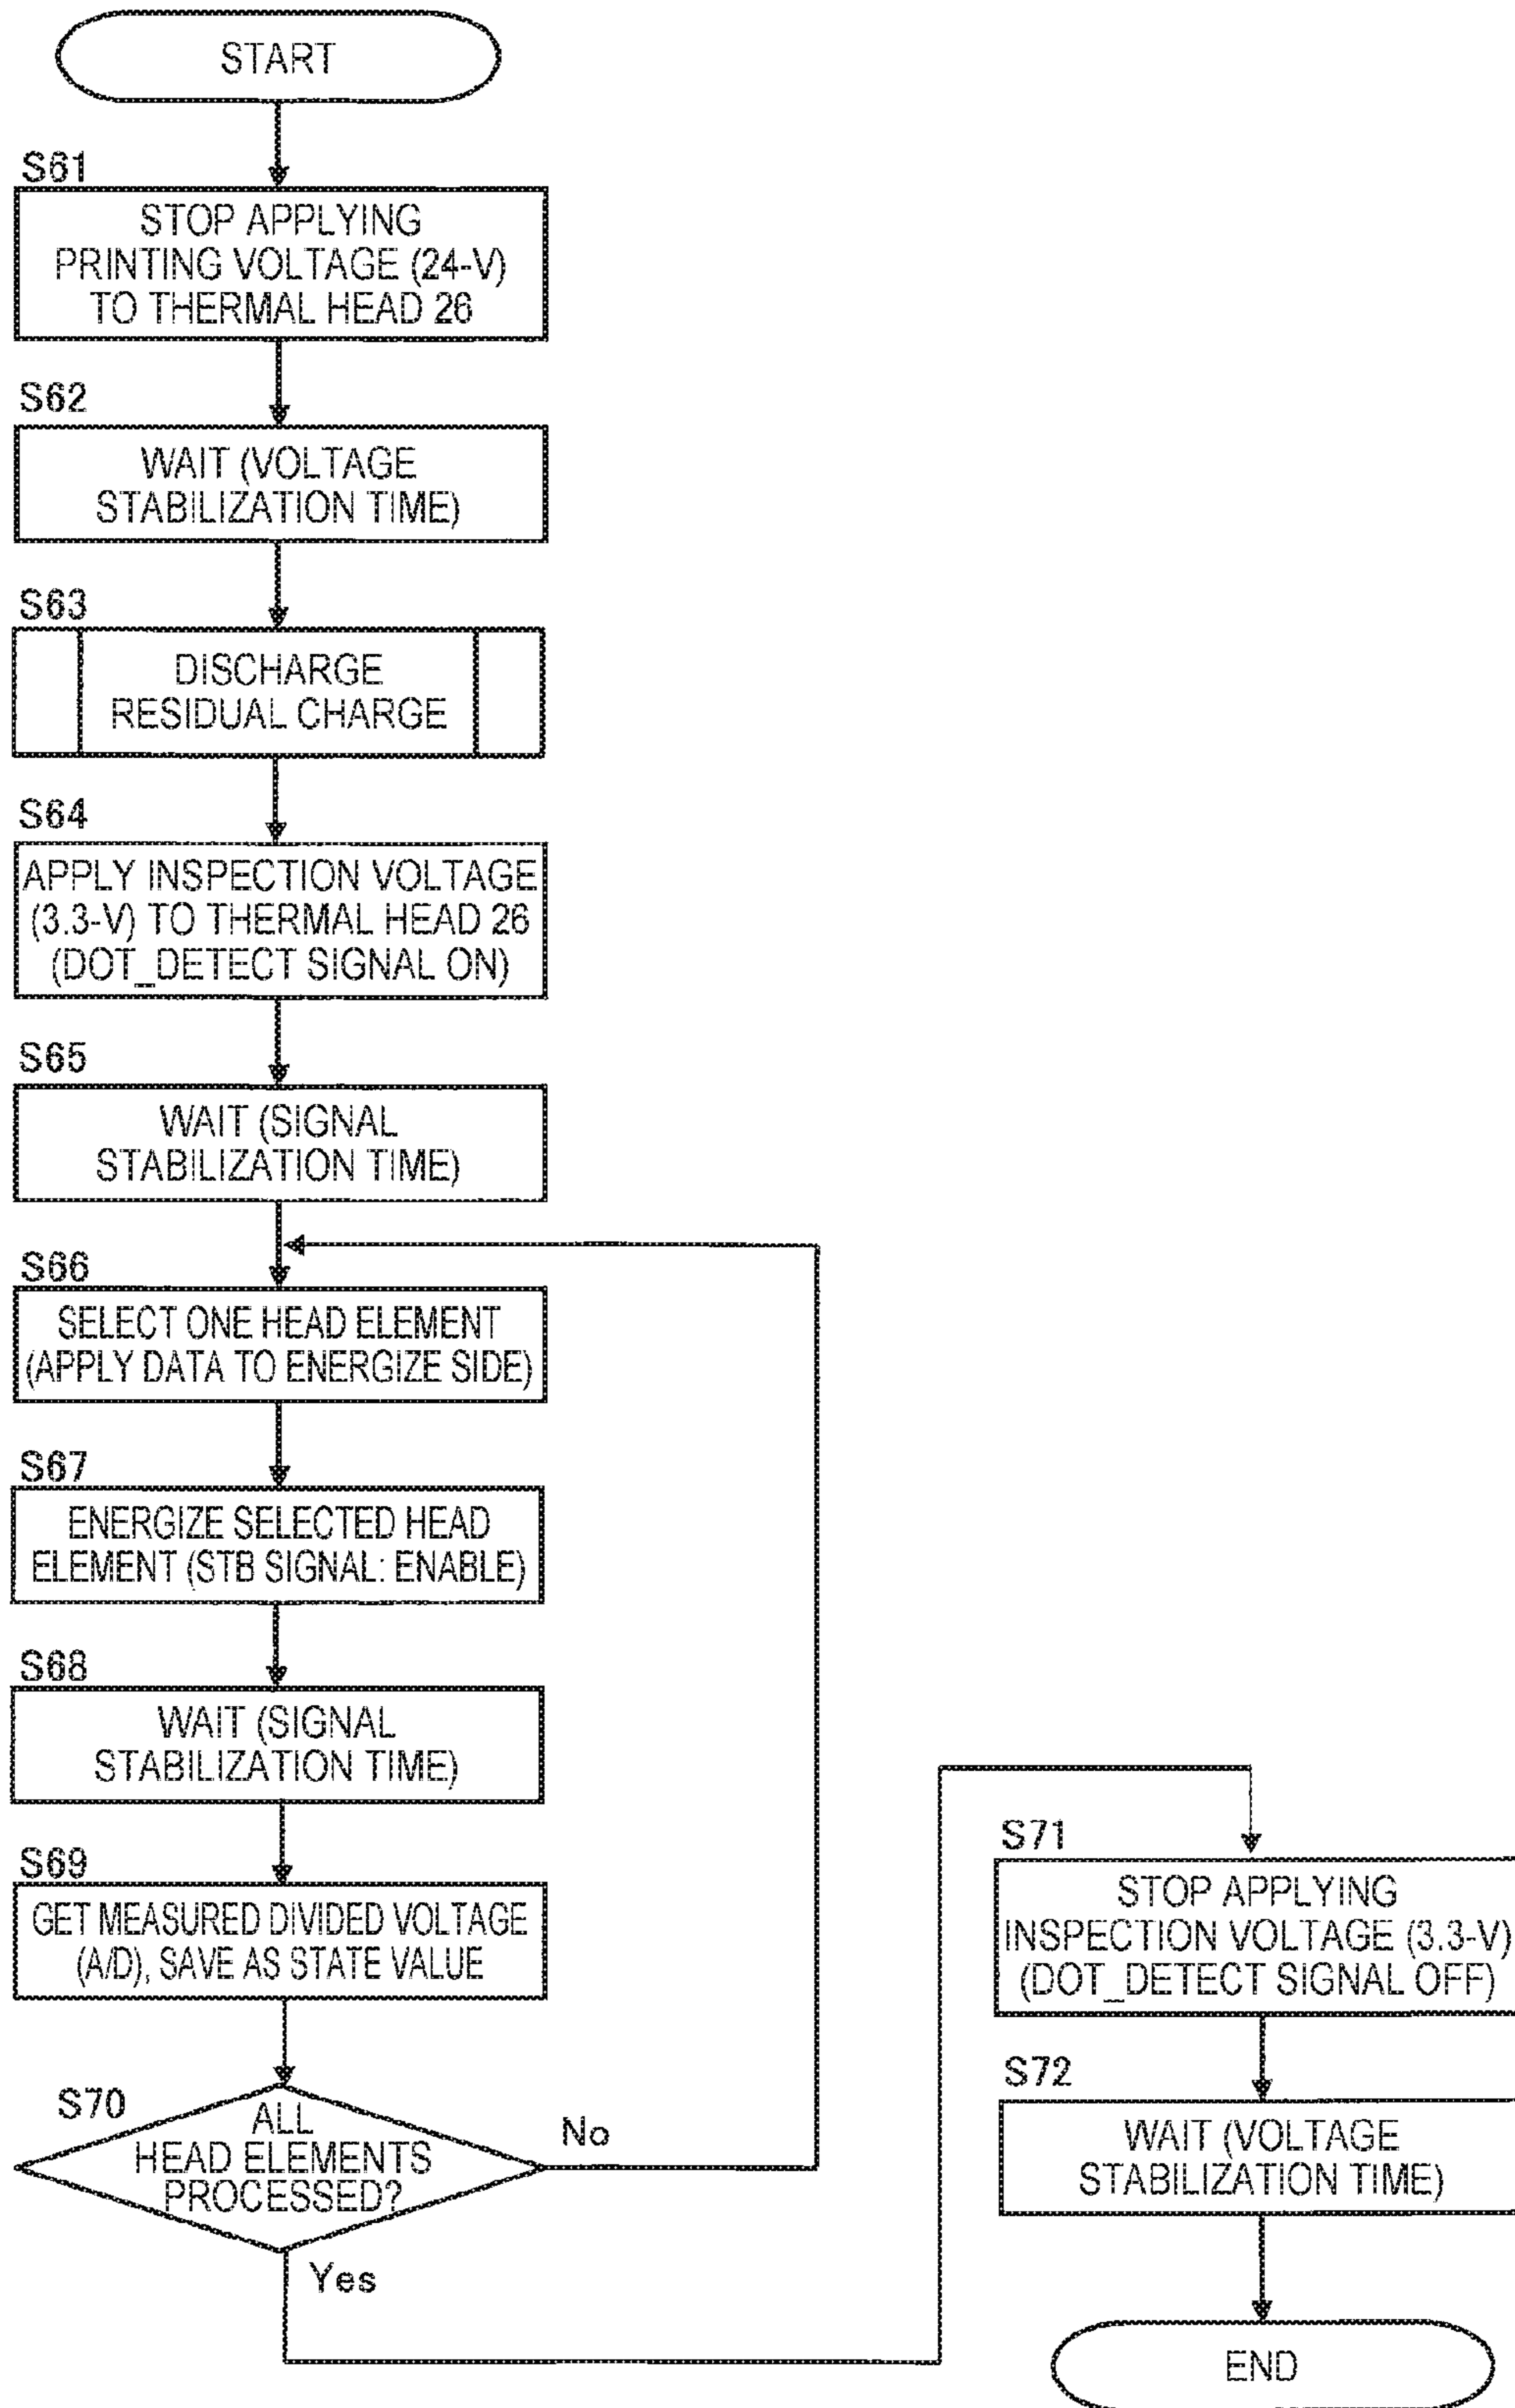 START
S61
STOP APPLYING
PRINTING VOLTAGE (24-V)
TO THERMAL HEAD 26
S62
WAIT (VOLTAGE
STABILIZATION TIME)
S63
DISCHARGE
RESIDUAL CHARGE
S64
APPLY INSPECTION VOLTAGE
(3.3-V) TO THERMAL HEAD 26
(DOT_DETECT SIGNAL ON)
S65
WAIT (SIGNAL
STABILIZATION TIME)
S66
SELECT ONE HEAD ELEMENT
(APPLY DATA TO ENERGIZE SIDE)
S67
ENERGIZE SELECTED HEAD
ELEMENT (STB SIGNAL: ENABLE)
S68
WAIT (SIGNAL
STABILIZATION TIME)
S69
GET MEASURED DIVIDED VOLTAGE
(A/D), SAVE AS STATE VALUE
S70
ALL
HEAD ELEMENTS
PROCESSED?
No
Yes
S71
STOP APPLYING
INSPECTION VOLTAGE (3.3-V)
(DOT_DETECT SIGNAL OFF)
S72
WAIT (VOLTAGE
STABILIZATION TIME)
END